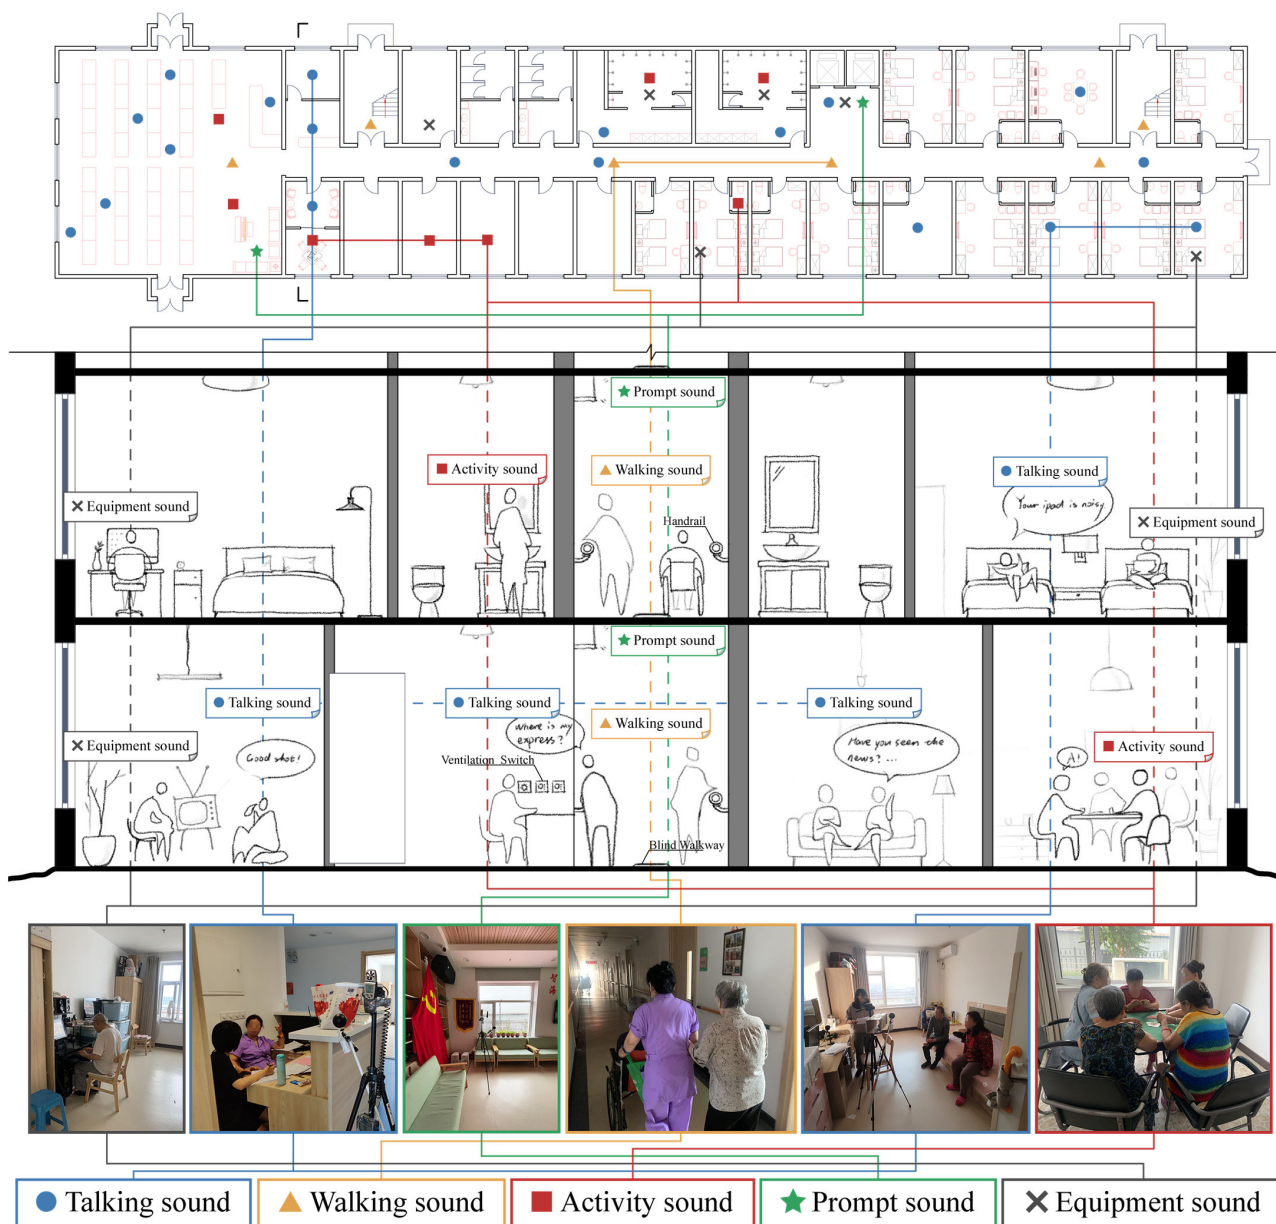 Prompt sound
Activity sound
Walking sound
Talking sound
Equipment sound
Your ipad is noisy
Equipment sound
Handrail
Prompt sound
Talking sound
Talking sound
Talking sound
Walking sound
Equipment sound
Good shot!
Where is my
express?
Have you seen the
news? ...
Activity sound
A!
Ventilation Switch
Blind Walkway
Talking sound
Walking sound
Activity sound
Prompt sound
Equipment sound